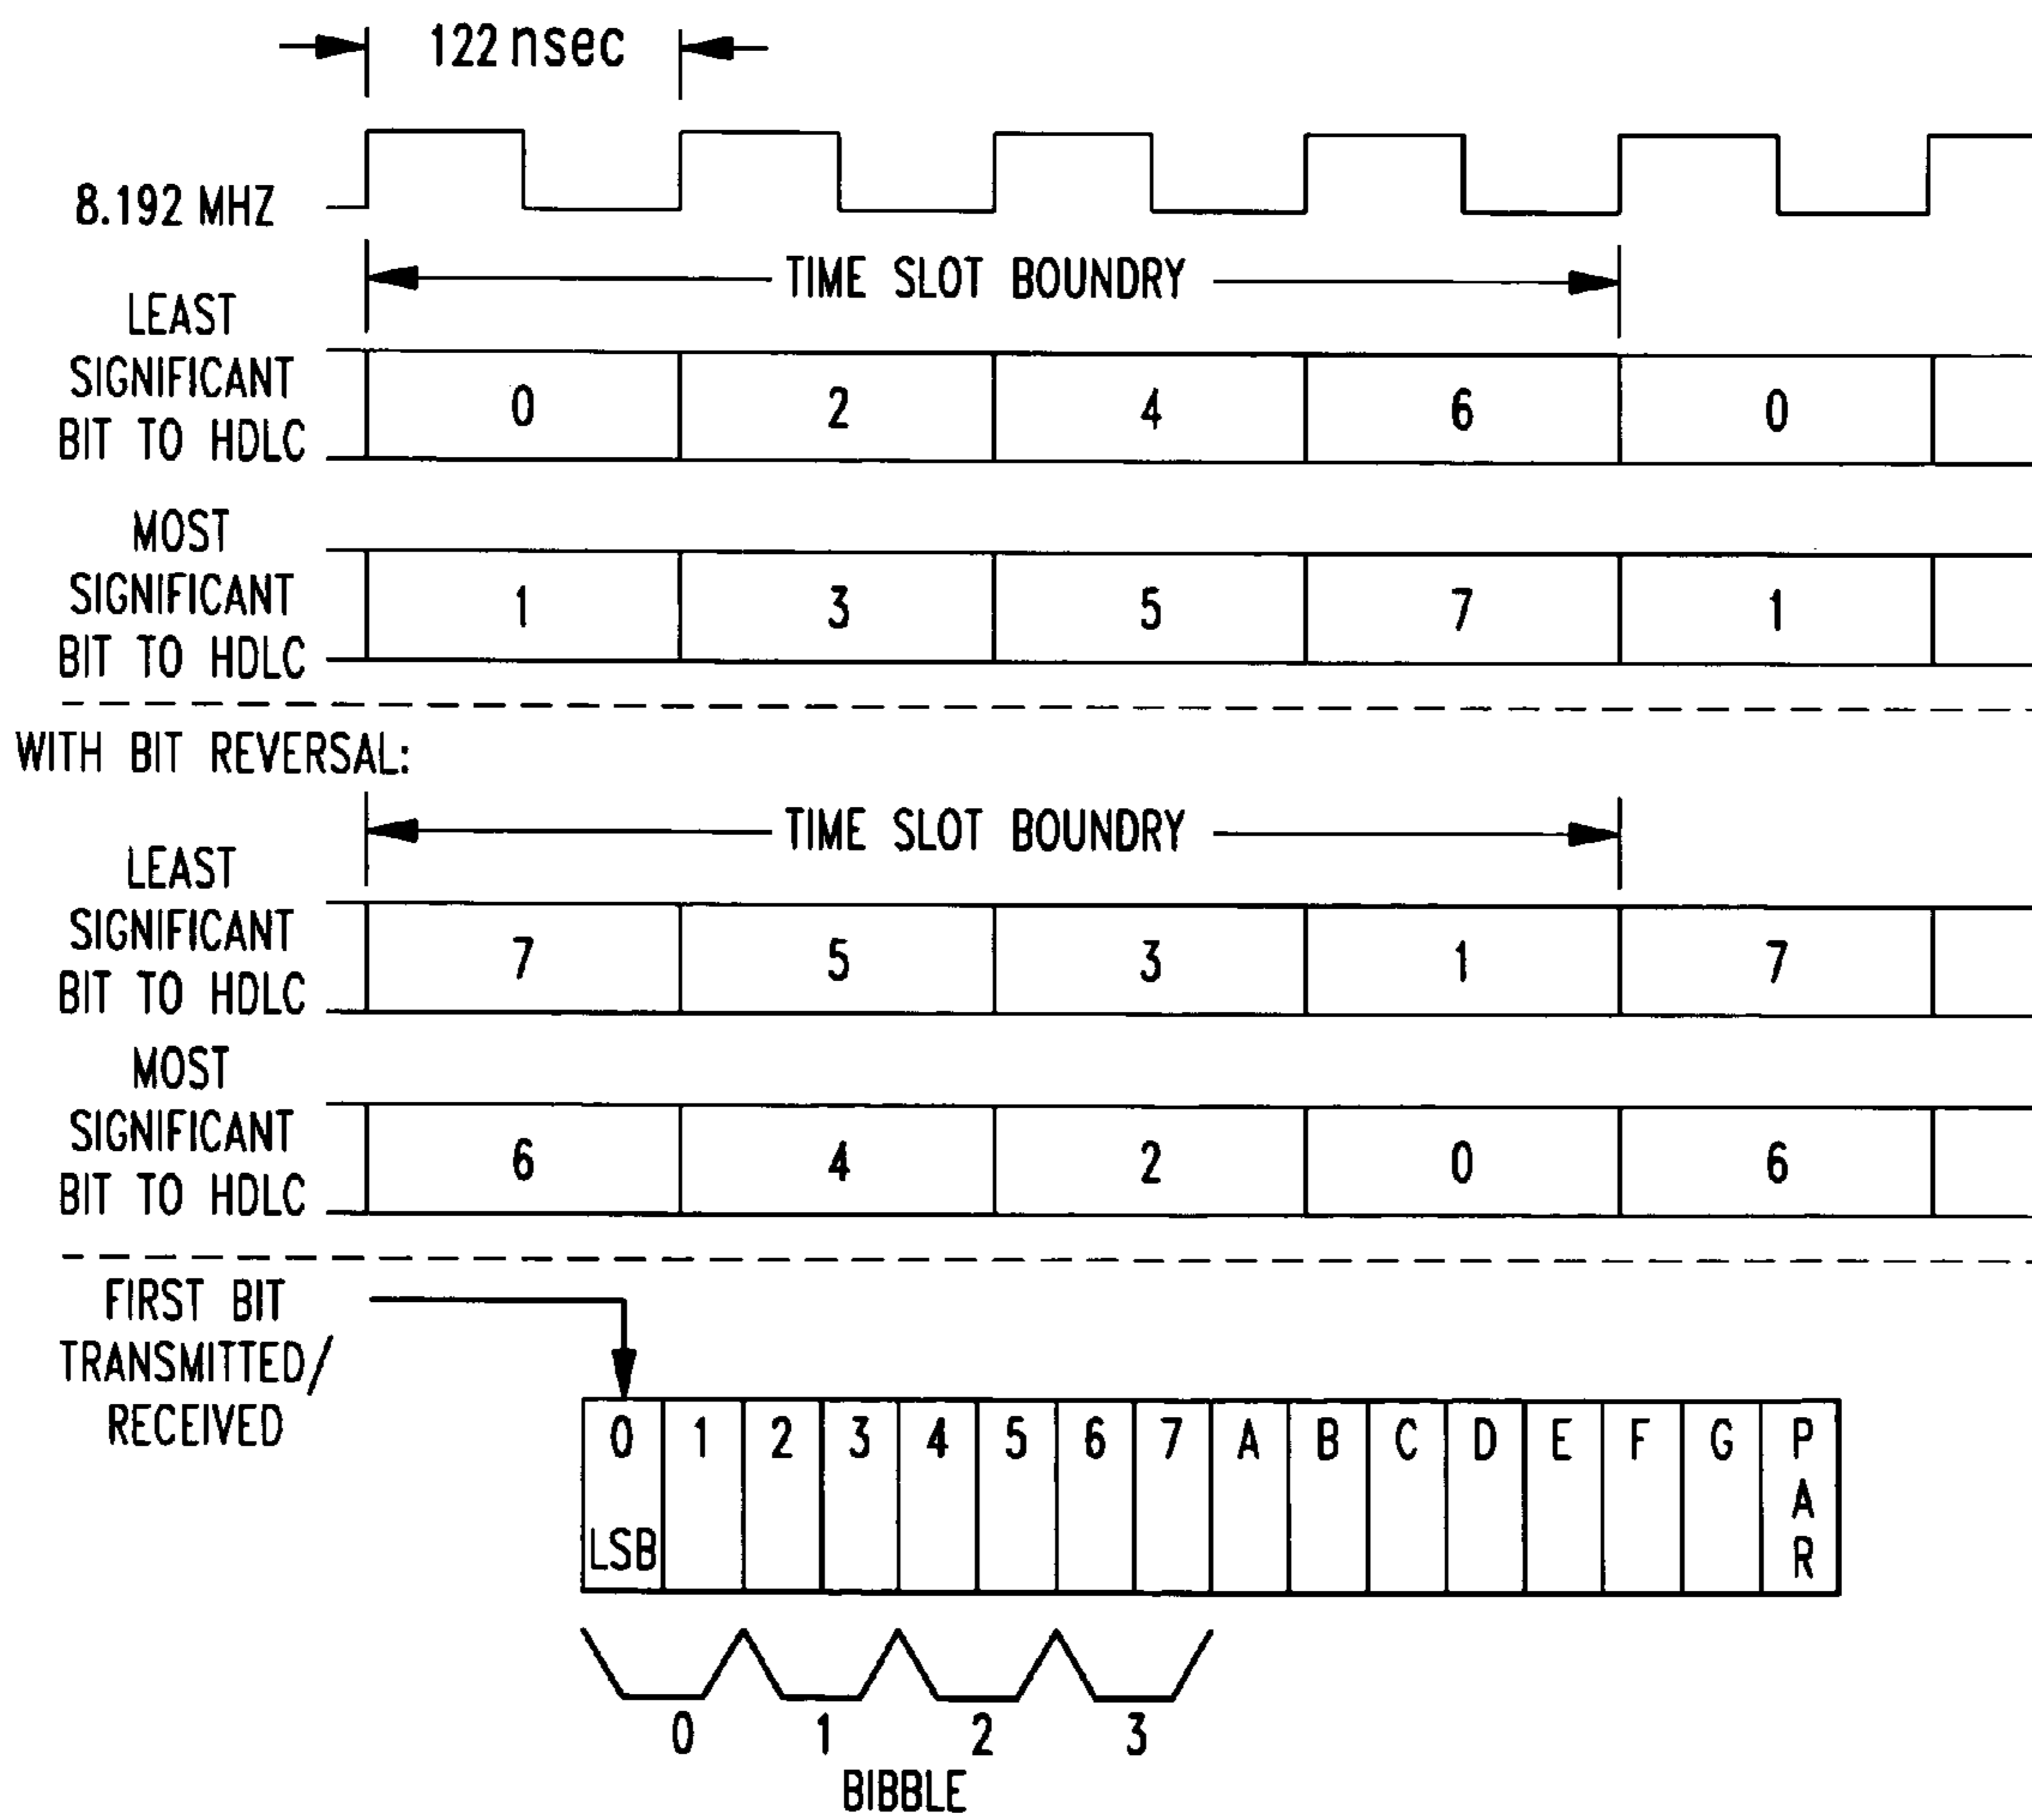 122 nsec
8.192 MHZ
TIME SLOT BOUNDRY
LEAST
SIGNIFICANT
BIT TO HDLC
0 2 4 6 0
MOST
SIGNIFICANT
BIT TO HDLC
1 3 5 7 1
WITH BIT REVERSAL:
TIME SLOT BOUNDRY
LEAST
SIGNIFICANT
BIT TO HDLC
7 5 3 1 7
MOST
SIGNIFICANT
BIT TO HDLC
6 4 2 0 6
FIRST BIT
TRANSMITTED/
RECEIVED
0 1 2 3 4 5 6 7 A B C D E F G PAR
LSB
0 1 2 3
BIBBLE